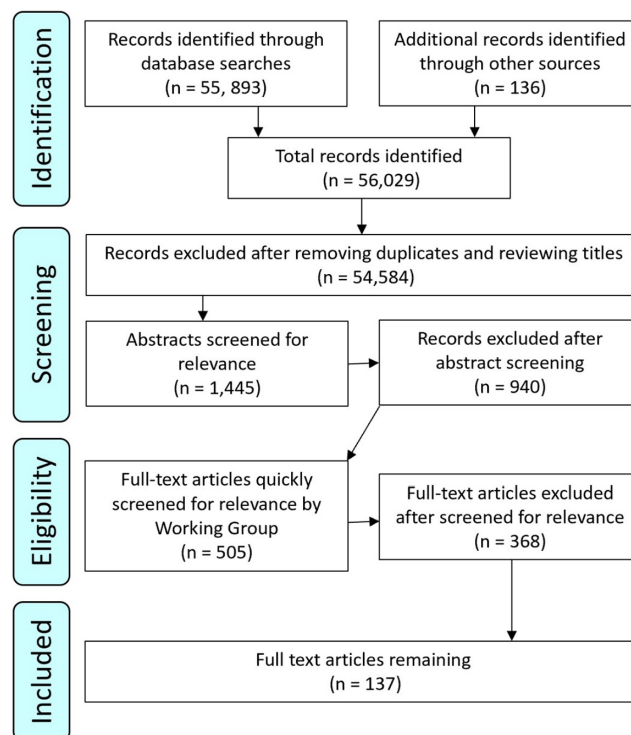 Identification
Records identified through
database searches
(n = 55, 893)
Additional records identified
through other sources
(n = 136)
Total records identified
(n = 56,029)
Screening
Records excluded after removing duplicates and reviewing titles
(n = 54,584)
Abstracts screened for
relevance
(n = 1,445)
Records excluded after
abstract screening
(n = 940)
Eligibility
Full-text articles quickly
screened for relevance by
Working Group
(n = 505)
Full-text articles excluded
after screened for relevance
(n = 368)
Included
Full text articles remaining
(n = 137)